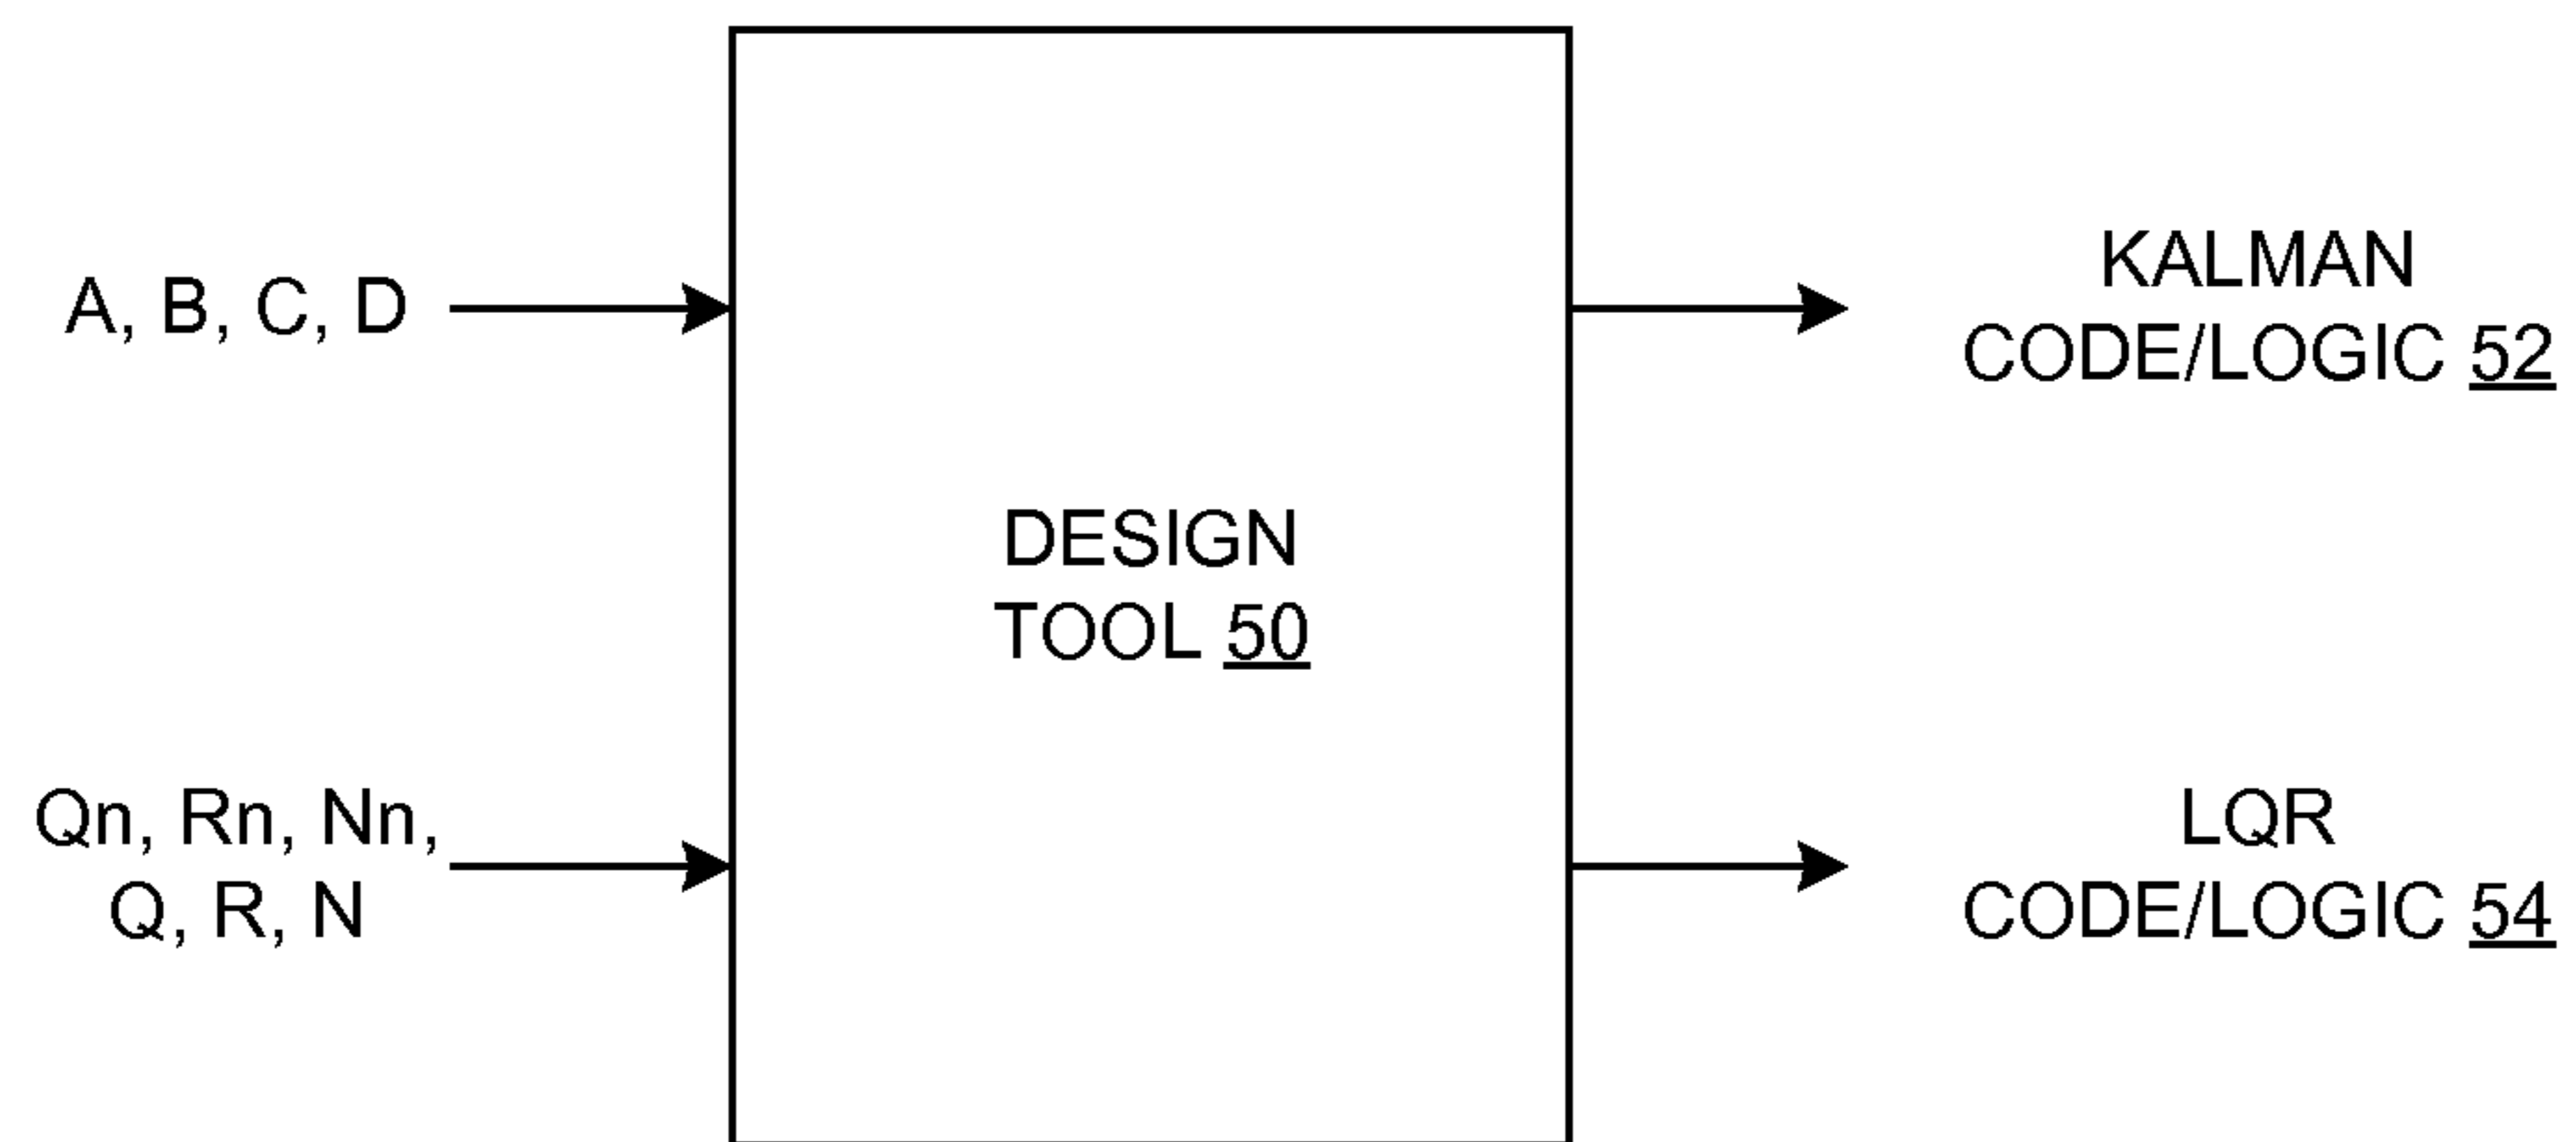 A, B, C, D
Qn, Rn, Nn,
Q, R, N
DESIGN
TOOL 50
KALMAN
CODE/LOGIC 52
LQR
CODE/LOGIC 54